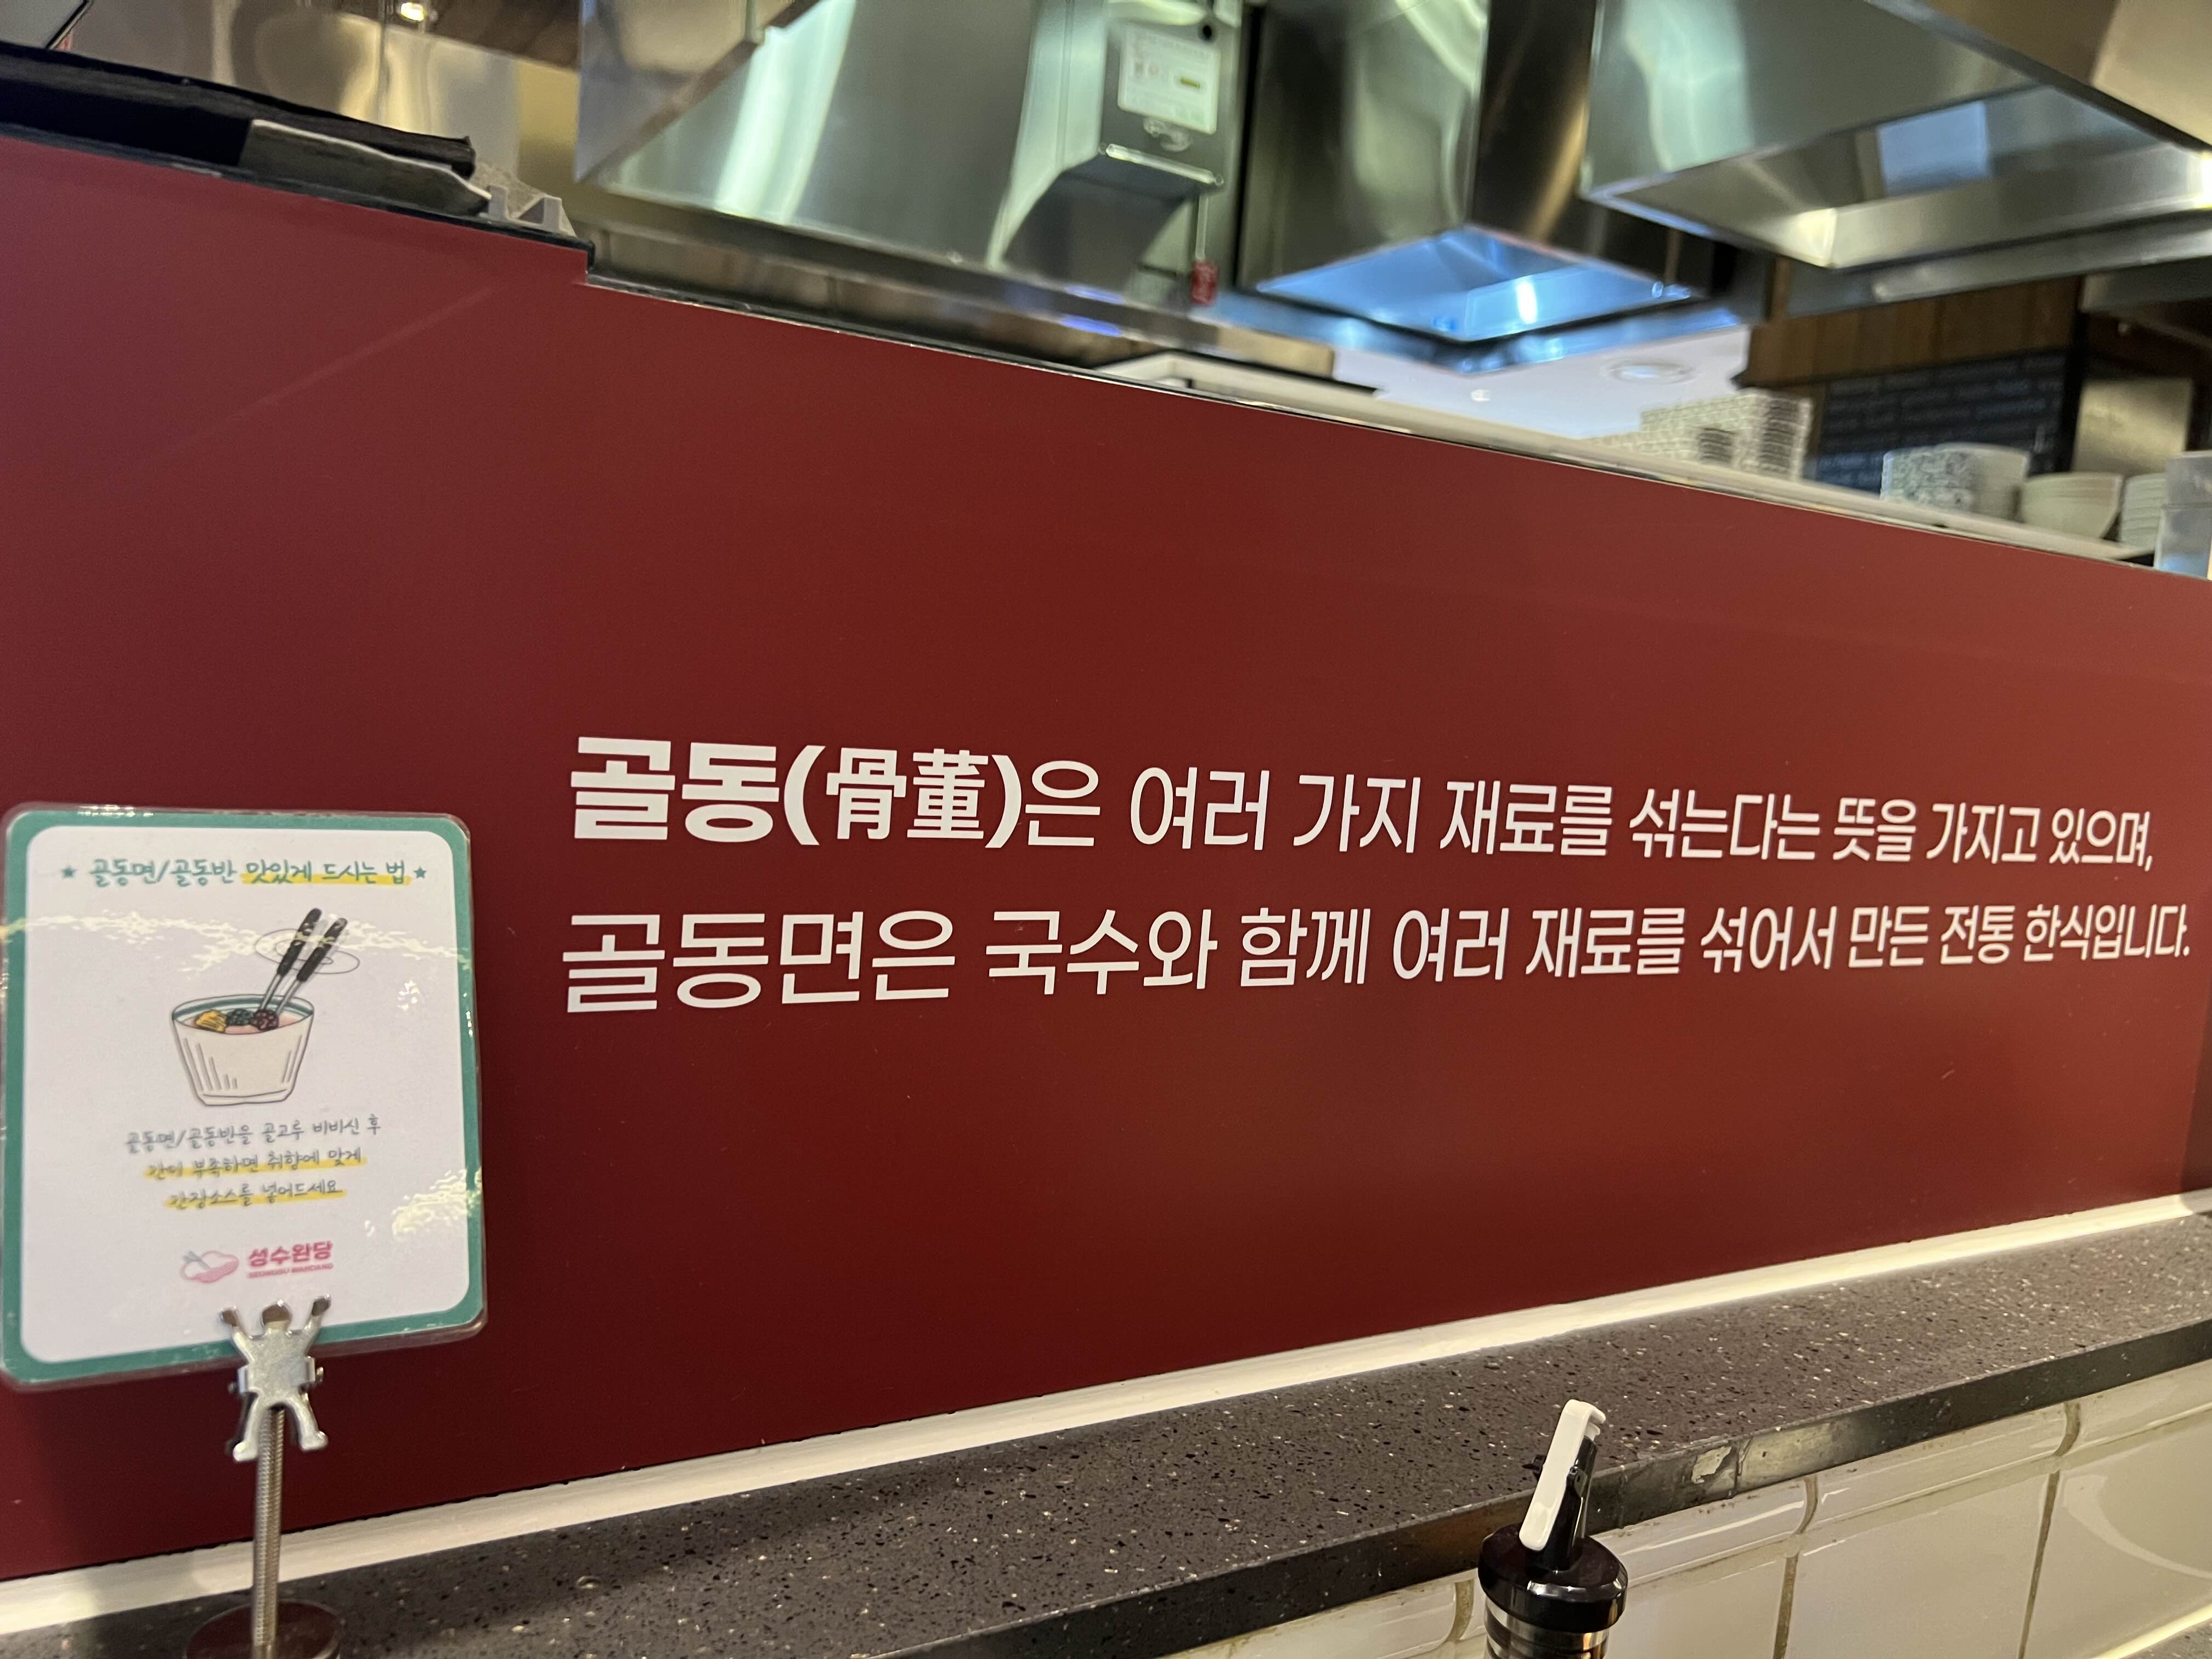 골동(骨董)은 여러 가지 재료를 섞는다는 뜻을 가지고 있으며,
골동면은 국수와 함께 여러 재료를 섞어서 만든 전통 한식입니다.
★ 골동면/골동반 맛있게 드시는 법 ★
골동면/골동반을 골고루 비비신 후
간이 부족하면 취향에 맞게
간장소스를 넣어드세요
성수완당
SEONGSU WANDANG